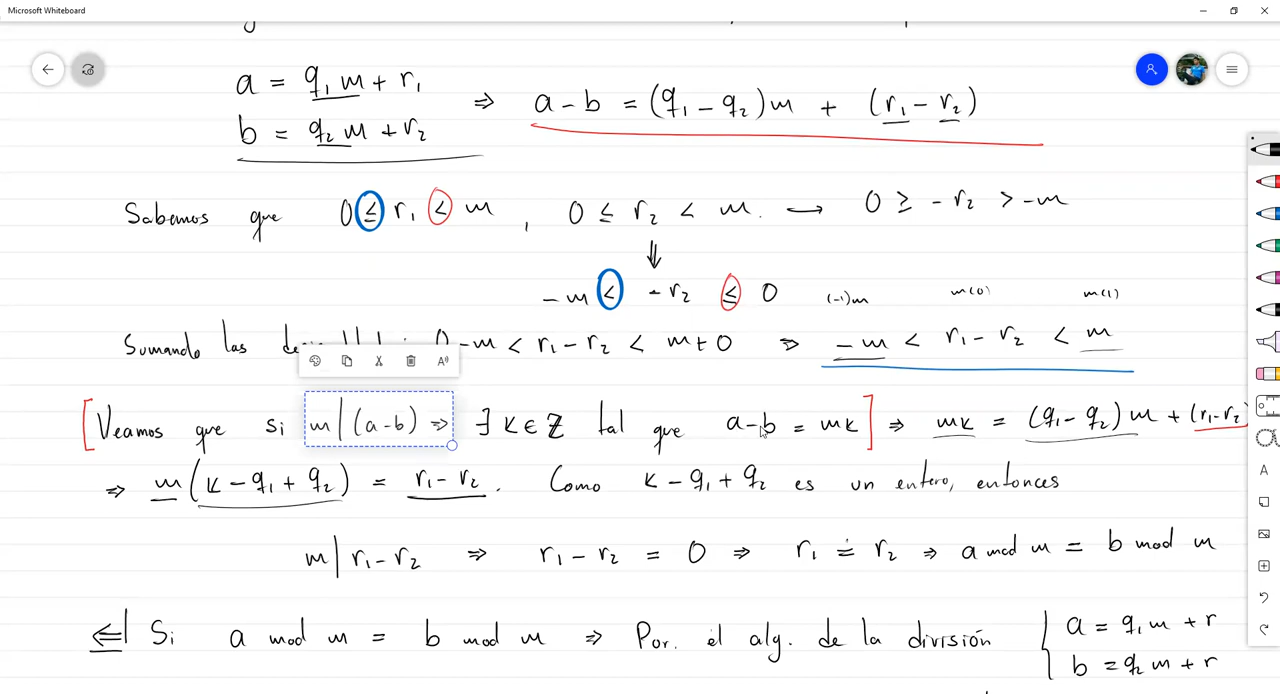 Microsoft Whiteboard
a = q₁m + r₁
b = q₂m + r₂
⇒ a - b = (q₁ - q₂)m + (r₁ - r₂)
Sabemos que 0 ≤ r₁ < m , 0 ≤ r₂ < m. → 0 ≥ -r₂ > -m
⇓
-m < -r₂ ≤ 0
(-1)m m(0) m(1)
Sumando las 0-m < r₁ - r₂ < m+0 ⇒ -m < r₁ - r₂ < m
[Veamos que si m | (a-b) ⇒ ∃ K ∈ ℤ tal que a-b = mK] ⇒ mK = (q₁ - q₂)m + (r₁-r₂)
⇒ m(K - q₁ + q₂) = r₁ - r₂. Como K - q₁ + q₂ es un entero, entonces
m | r₁ - r₂ ⇒ r₁ - r₂ = 0 ⇒ r₁ = r₂ ⇒ a mod m = b mod m
⇐| Si a mod m = b mod m ⇒ Por. el alg. de la división
{ a = q₁m + r
b = q₂m + r